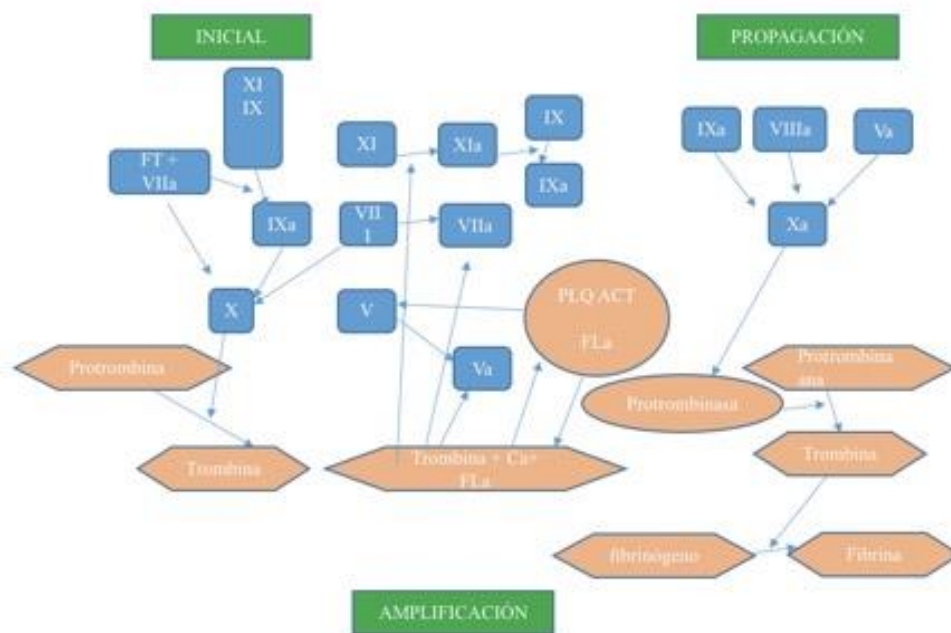 INICIAL
PROPAGACIÓN
XI
IX
FT +
VIIa
IXa
X
Protrombina
Trombina
XI
XIa
IX
IXa
VII
I
VIIa
V
Va
PLQ ACT
FLa
Trombina + Ca+
FLa
IXa
VIIIa
Va
Xa
Protrombinasa
Protrombina
ana
Trombina
fibrinógeno
Fibrina
AMPLIFICACIÓN